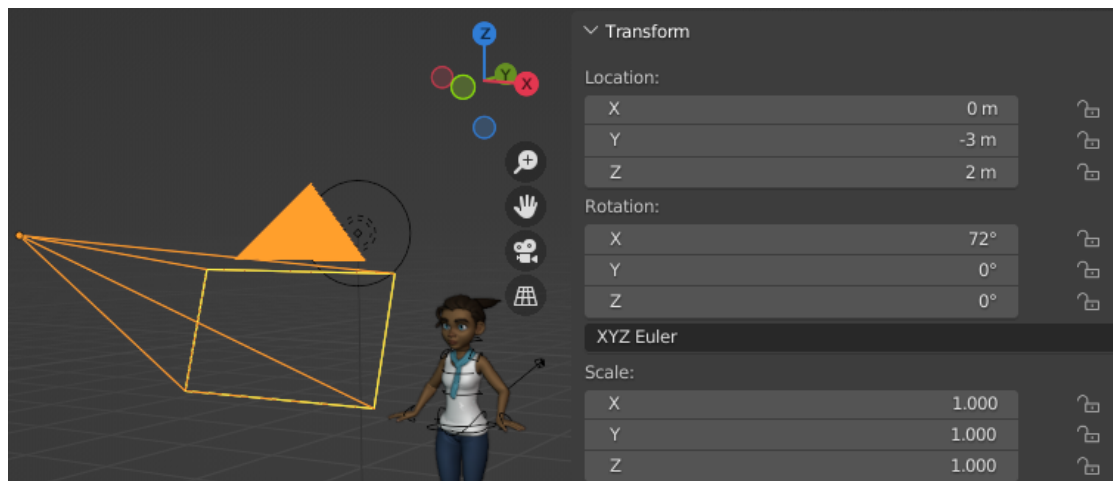 Z
Y
X
Transform
Location:
X 0 m
Y -3 m
Z 2 m
Rotation:
X 72°
Y 0°
Z 0°
XYZ Euler
Scale:
X 1.000
Y 1.000
Z 1.000